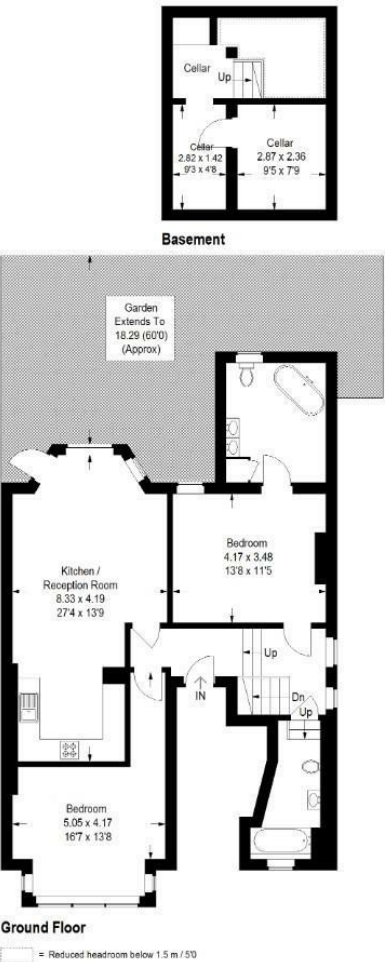 Cellar
Up
Cellar
2.82 x 1.42
9'3 x 4'8
Cellar
2.87 x 2.36
9'5 x 7'9
Basement
Garden
Extends To
18.29 (60'0)
(Approx)
Bedroom
4.17 x 3.48
13'8 x 11'5
Kitchen /
Reception Room
8.33 x 4.19
27'4 x 13'9
Up
IN
Dn
Up
Bedroom
5.05 x 4.17
16'7 x 13'8
Ground Floor
= Reduced headroom below 1.5 m / 5'0